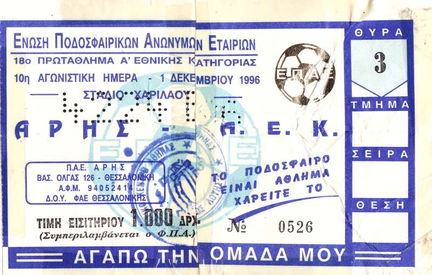 ΕΝΩΣΗ ΠΟΔΟΣΦΑΙΡΙΚΩΝ ΑΝΩΝΥΜΩΝ ΕΤΑΙΡΙΩΝ
18ο ΠΡΩΤΑΘΛΗΜΑ Α΄ ΕΘΝΙΚΗΣ ΚΑΤΗΓΟΡΙΑΣ
10η ΑΓΩΝΙΣΤΙΚΗ ΗΜΕΡΑ - 1 ΔΕΚΕΜΒΡΙΟΥ 1996
ΣΤΑΔΙΟ ΧΑΡΙΛΑΟΥ
ΑΡΗΣ - Α.Ε.Κ.
Ε.Π.Α.Ε
ΘΥΡΑ
3
ΤΜΗΜΑ
ΣΕΙΡΑ
ΘΕΣΗ
Π.Α.Ε. ΑΡΗΣ
ΒΑΣ. ΟΛΓΑΣ 126 - ΘΕΣΣΑΛΟΝΙΚΗ
Α.Φ.Μ. 94052414
Δ.Ο.Υ. ΦΑΕ ΘΕΣΣΑΛΟΝΙΚΗΣ
ΤΟ ΠΟΔΟΣΦΑΙΡΟ
ΕΙΝΑΙ ΑΘΛΗΜΑ
ΧΑΡΕΙΤΕ ΤΟ
ΤΙΜΗ ΕΙΣΙΤΗΡΙΟΥ 1.000 ΔΡΧ.
(Συμπεριλαμβάνεται ο Φ.Π.Α.)
№ 0526
ΑΓΑΠΩ ΤΗΝ ΟΜΑΔΑ ΜΟΥ